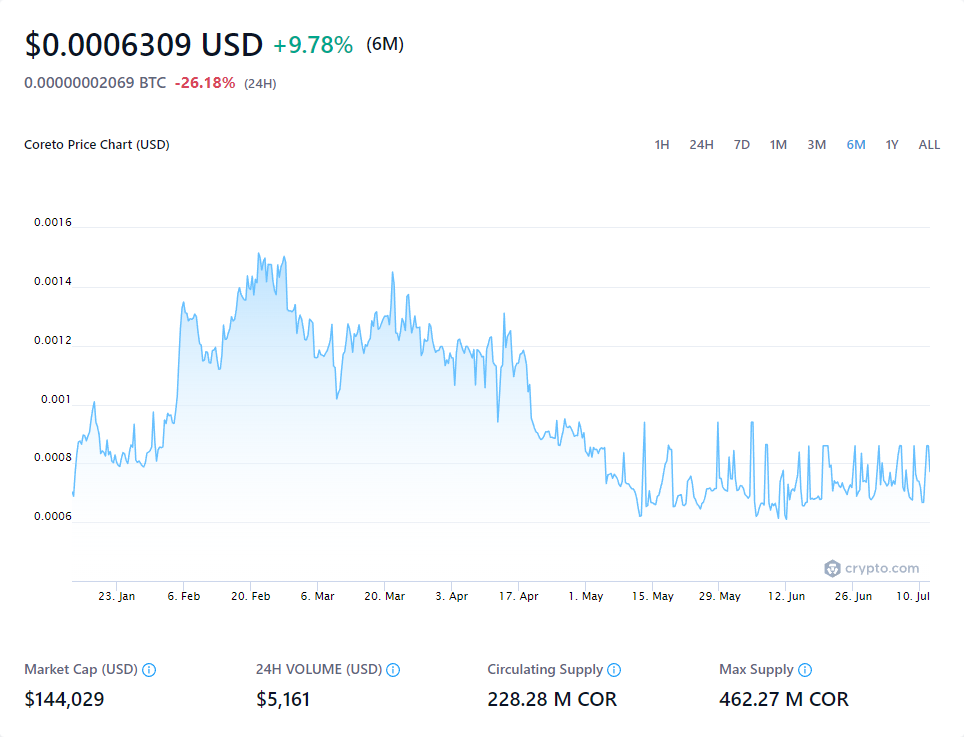 $0.0006309 USD +9.78% (6M)
0.00000002069 BTC -26.18% (24H)
Coreto Price Chart (USD) 1H 24H 7D 1M 3M 6M 1Y ALL
0.0016
0.0014
0.0012
0.001
0.0008
0.0006
crypto.com
23. Jan 6. Feb 20. Feb 6. Mar 20. Mar 3. Apr 17. Apr 1. May 15. May 29. May 12. Jun 26. Jun 10. Jul
Market Cap (USD) 24H VOLUME (USD) Circulating Supply Max Supply
$144,029 $5,161 228.28 M COR 462.27 M COR